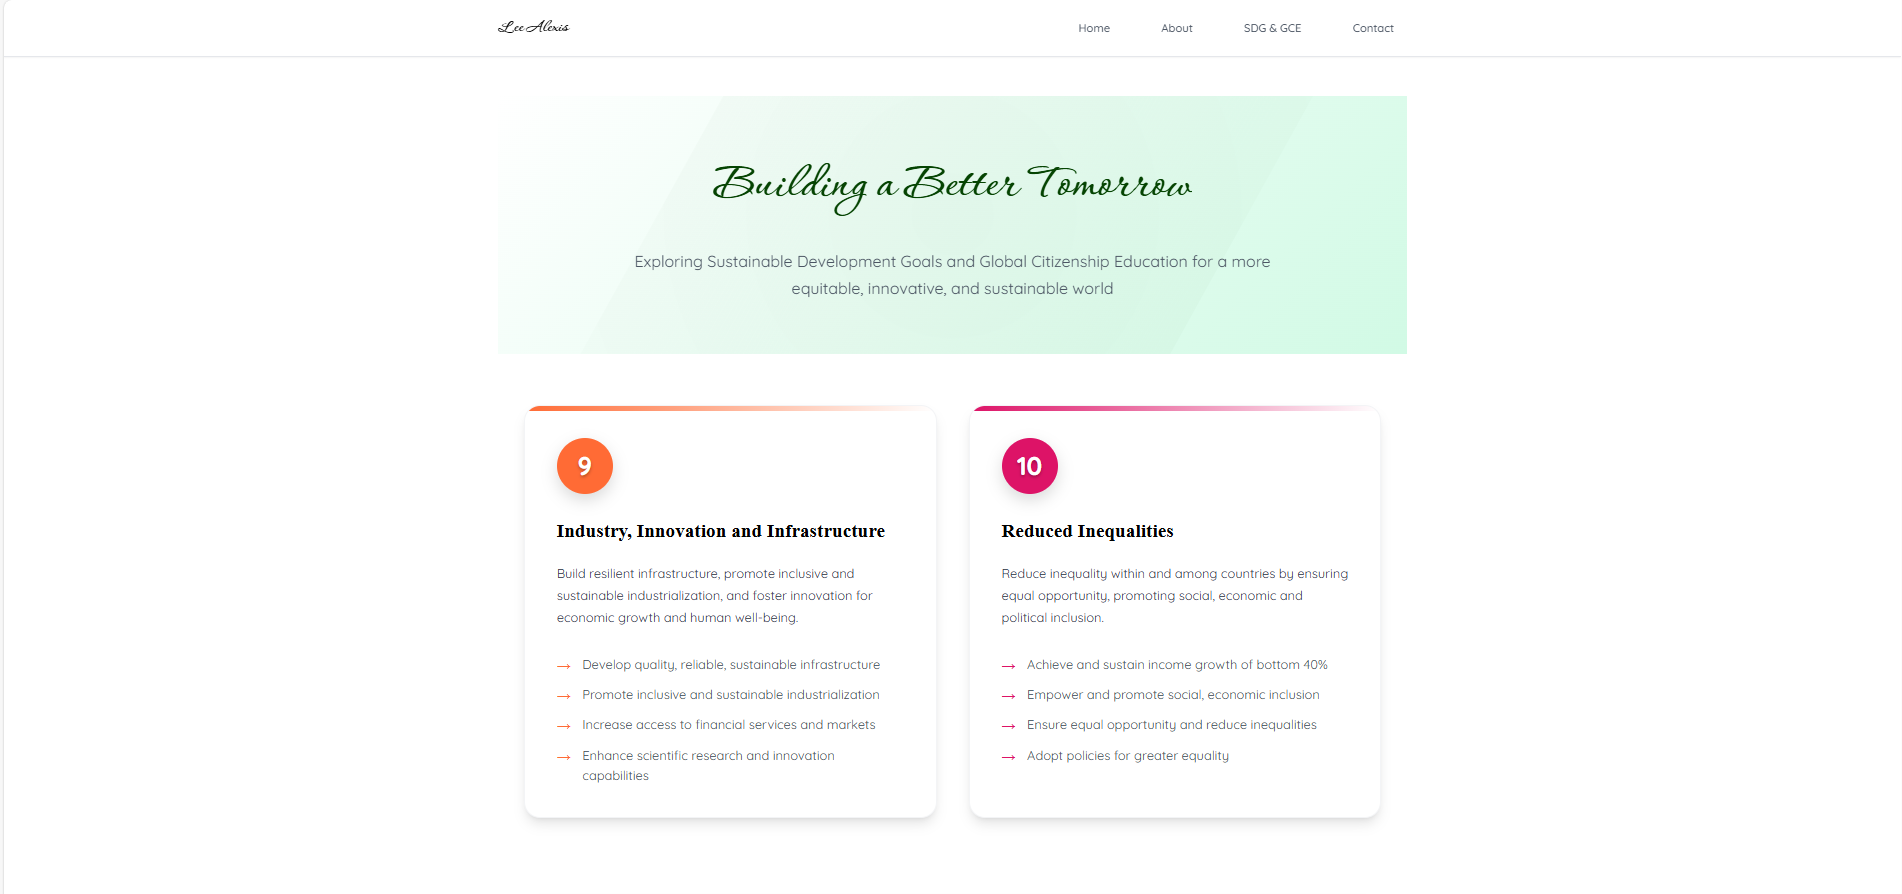 Lee Alexis
Home
About
SDG & GCE
Contact
Building a Better Tomorrow
Exploring Sustainable Development Goals and Global Citizenship Education for a more
equitable, innovative, and sustainable world
9
Industry, Innovation and Infrastructure
Build resilient infrastructure, promote inclusive and
sustainable industrialization, and foster innovation for
economic growth and human well-being.
→ Develop quality, reliable, sustainable infrastructure
→ Promote inclusive and sustainable industrialization
→ Increase access to financial services and markets
→ Enhance scientific research and innovation
capabilities
10
Reduced Inequalities
Reduce inequality within and among countries by ensuring
equal opportunity, promoting social, economic and
political inclusion.
→ Achieve and sustain income growth of bottom 40%
→ Empower and promote social, economic inclusion
→ Ensure equal opportunity and reduce inequalities
→ Adopt policies for greater equality